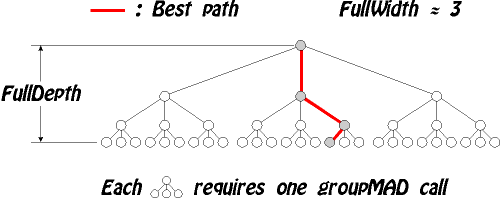 : Best path FullWidth ≈ 3
FullDepth
Each requires one groupMAD call